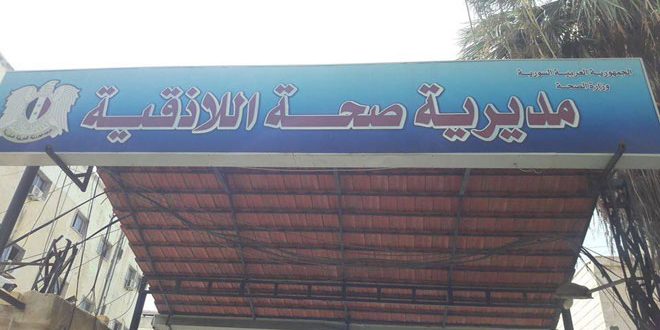 الجمهورية العربية السورية
وزارة الصحة
مديرية صحة اللاذقية